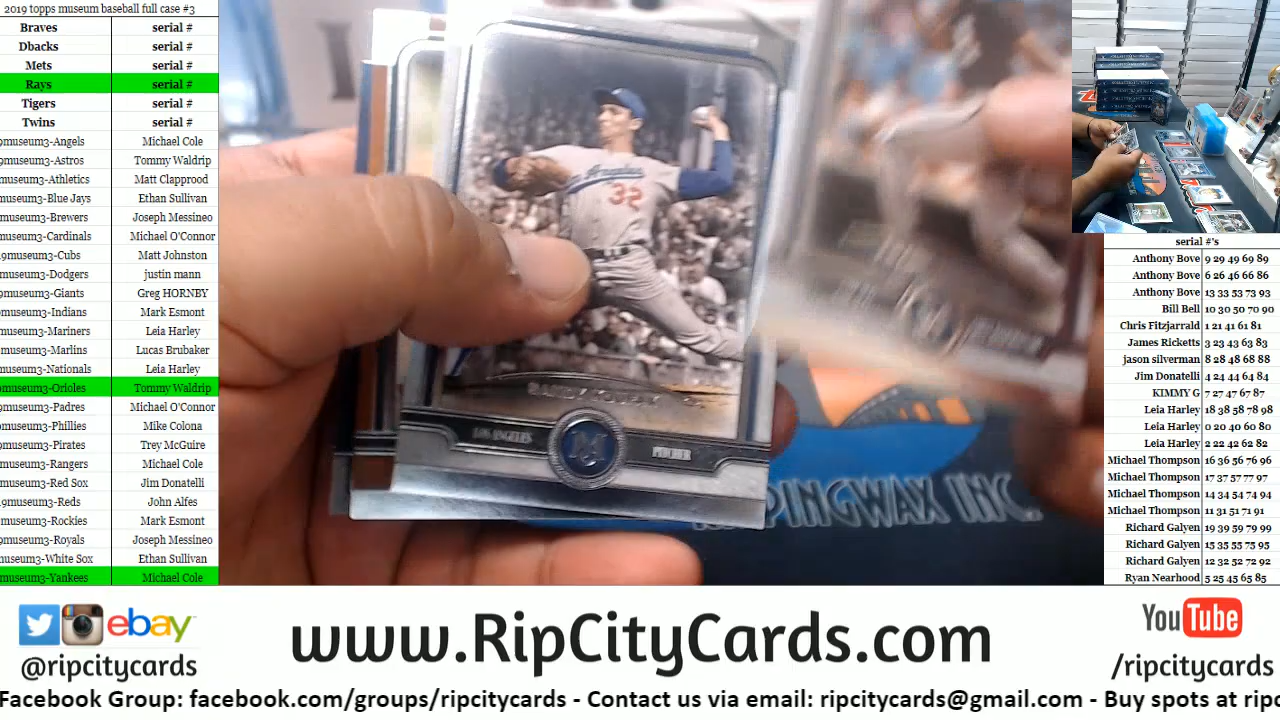 2019 topps museum baseball full case #3
Braves serial #
Dbacks serial #
Mets serial #
Rays serial #
Tigers serial #
Twins serial #
9museum3-Angels Michael Cole
9museum3-Astros Tommy Waldrip
museum3-Athletics Matt Clapprood
museum3-Blue Jays Ethan Sullivan
museum3-Brewers Joseph Messineo
museum3-Cardinals Michael O'Connor
9museum3-Cubs Matt Johnston
museum3-Dodgers justin mann
museum3-Giants Greg HORNBY
museum3-Indians Mark Esmont
museum3-Mariners Leia Harley
museum3-Marlins Lucas Brubaker
museum3-Nationals Leia Harley
museum3-Orioles Tommy Waldrip
museum3-Padres Michael O'Connor
museum3-Phillies Mike Colona
museum3-Pirates Trey McGuire
museum3-Rangers Michael Cole
museum3-Red Sox Jim Donatelli
19museum3-Reds John Alfes
museum3-Rockies Mark Esmont
museum3-Royals Joseph Messineo
museum3-White Sox Ethan Sullivan
museum3-Yankees Michael Cole
32
LOS ANGELES M PITCHER
PINGWAX INC.
serial #'s
Anthony Bove 9 29 49 69 89
Anthony Bove 6 26 46 66 86
Anthony Bove 13 33 53 73 93
Bill Bell 10 30 50 70 90
Chris Fitzjarrald 1 21 41 61 81
James Ricketts 3 23 43 63 83
jason silverman 8 28 48 68 88
Jim Donatelli 4 24 44 64 84
KIMMY G 7 27 47 67 87
Leia Harley 18 38 58 78 98
Leia Harley 0 20 40 60 80
Leia Harley 2 22 42 62 82
Michael Thompson 16 36 56 76 96
Michael Thompson 17 37 57 77 97
Michael Thompson 14 34 54 74 94
Michael Thompson 11 31 51 71 91
Richard Galyen 19 39 59 79 99
Richard Galyen 15 35 55 75 95
Richard Galyen 12 32 52 72 92
Ryan Nearhood 5 25 45 65 85
ebay
@ripcitycards
www.RipCityCards.com
YouTube
/ripcitycards
Facebook Group: facebook.com/groups/ripcitycards - Contact us via email: ripcitycards@gmail.com - Buy spots at ripc